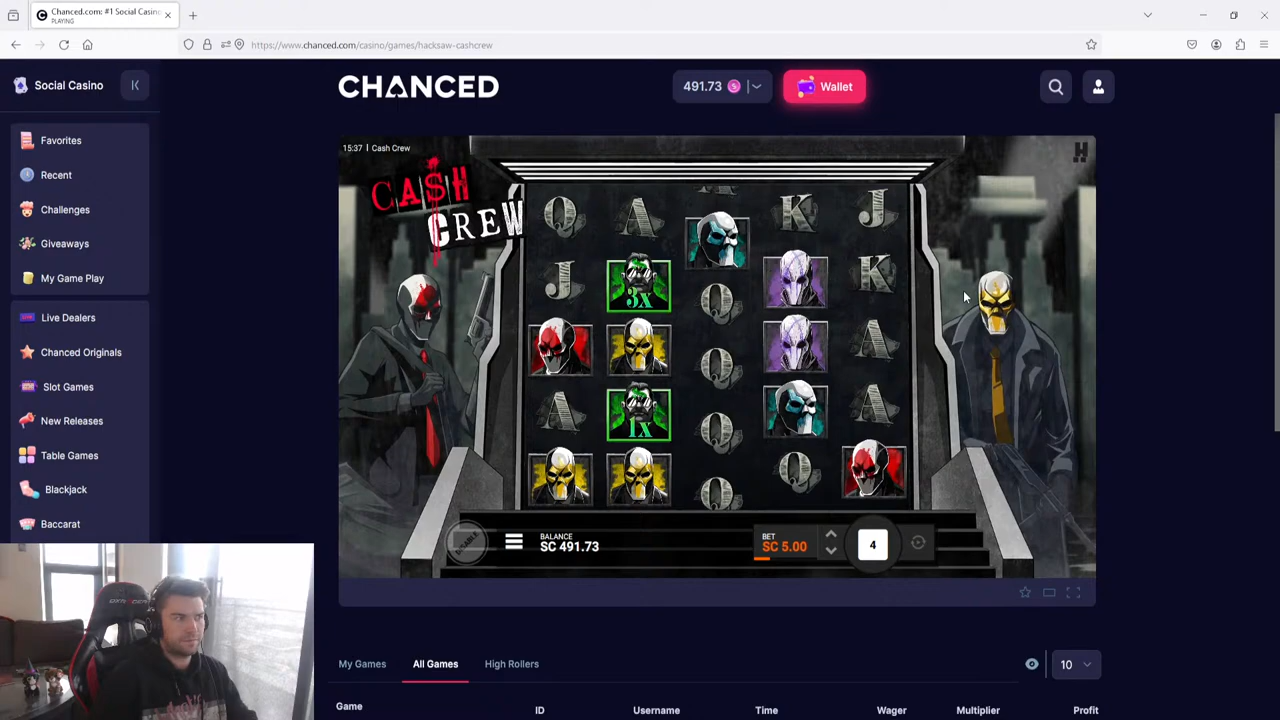 Chanced.com: #1 Social Casin
PLAYING
https://www.chanced.com/casino/games/hacksaw-cashcrew
Social Casino
CHANCED
491.73
Wallet
Favorites
Recent
Challenges
Giveaways
My Game Play
Live Dealers
Chanced Originals
Slot Games
New Releases
Table Games
Blackjack
Baccarat
15:37 | Cash Crew
CA$H
CREW
Q A K J
J 3x Q K
Q A
A 1x Q A
Q Q
BALANCE
SC 491.73
BET
SC 5.00
4
My Games All Games High Rollers
10
Game ID Username Time Wager Multiplier Profit